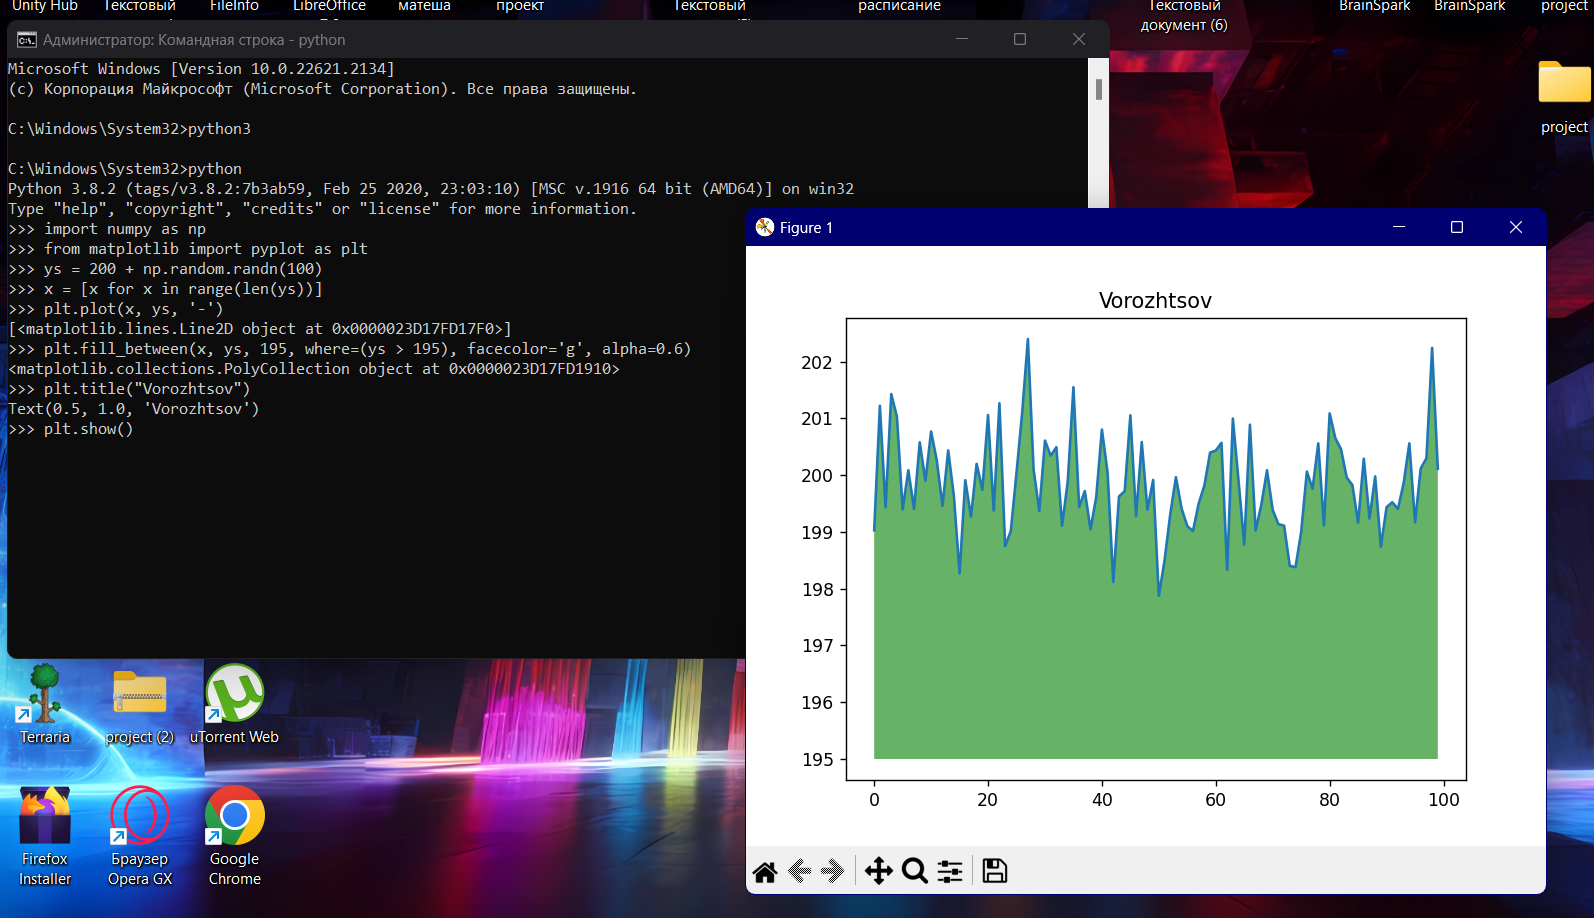 Unity Hub
Текстовый
FileInfo
LibreOffice
матеша
проект
Текстовый
расписание
Текстовый
документ (6)
BrainSpark
BrainSpark
project
project
Администратор: Командная строка - python
Microsoft Windows [Version 10.0.22621.2134]
(c) Корпорация Майкрософт (Microsoft Corporation). Все права защищены.
C:\Windows\System32>python3
C:\Windows\System32>python
Python 3.8.2 (tags/v3.8.2:7b3ab59, Feb 25 2020, 23:03:10) [MSC v.1916 64 bit (AMD64)] on win32
Type "help", "copyright", "credits" or "license" for more information.
>>> import numpy as np
>>> from matplotlib import pyplot as plt
>>> ys = 200 + np.random.randn(100)
>>> x = [x for x in range(len(ys))]
>>> plt.plot(x, ys, '-')
[<matplotlib.lines.Line2D object at 0x0000023D17FD17F0>]
>>> plt.fill_between(x, ys, 195, where=(ys > 195), facecolor='g', alpha=0.6)
<matplotlib.collections.PolyCollection object at 0x0000023D17FD1910>
>>> plt.title("Vorozhtsov")
Text(0.5, 1.0, 'Vorozhtsov')
>>> plt.show()
Figure 1
Vorozhtsov
202
201
200
199
198
197
196
195
0 20 40 60 80 100
Terraria
project (2)
uTorrent Web
Firefox
Installer
Браузер
Opera GX
Google
Chrome